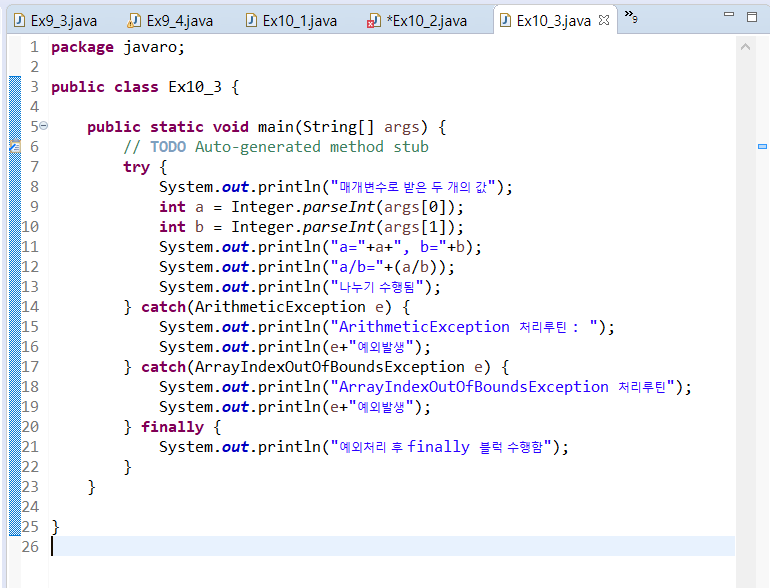 Ex9_3.java Ex9_4.java Ex10_1.java *Ex10_2.java Ex10_3.java »9
1 package javaro;
2
3 public class Ex10_3 {
4
5 public static void main(String[] args) {
6 // TODO Auto-generated method stub
7 try {
8 System.out.println("매개변수로 받은 두 개의 값");
9 int a = Integer.parseInt(args[0]);
10 int b = Integer.parseInt(args[1]);
11 System.out.println("a="+a+", b="+b);
12 System.out.println("a/b="+(a/b));
13 System.out.println("나누기 수행됨");
14 } catch(ArithmeticException e) {
15 System.out.println("ArithmeticException 처리루틴 : ");
16 System.out.println(e+"예외발생");
17 } catch(ArrayIndexOutOfBoundsException e) {
18 System.out.println("ArrayIndexOutOfBoundsException 처리루틴");
19 System.out.println(e+"예외발생");
20 } finally {
21 System.out.println("예외처리 후 finally 블럭 수행함");
22 }
23 }
24
25 }
26